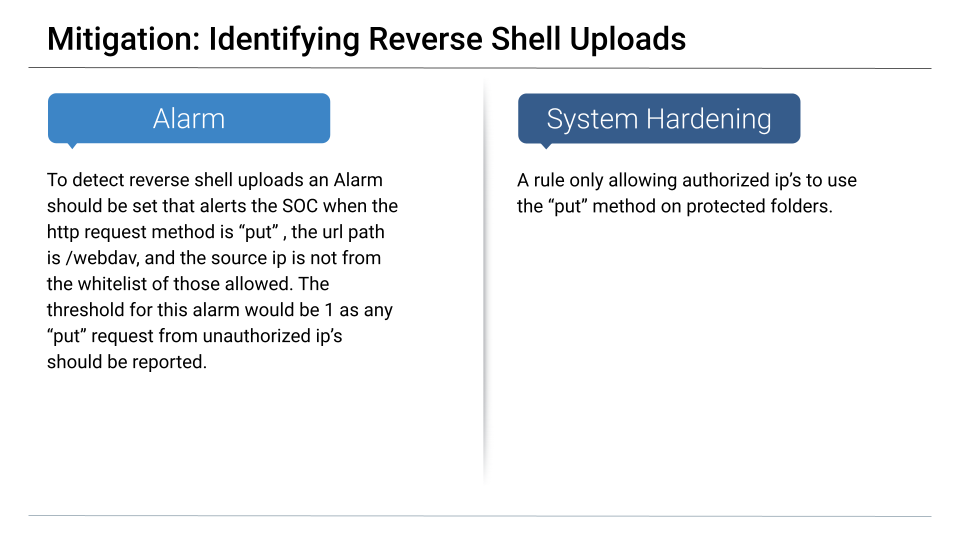 Mitigation: Identifying Reverse Shell Uploads
Alarm
To detect reverse shell uploads an Alarm
should be set that alerts the SOC when the
http request method is “put” , the url path
is /webdav, and the source ip is not from
the whitelist of those allowed. The
threshold for this alarm would be 1 as any
“put” request from unauthorized ip’s
should be reported.
System Hardening
A rule only allowing authorized ip’s to use
the “put” method on protected folders.